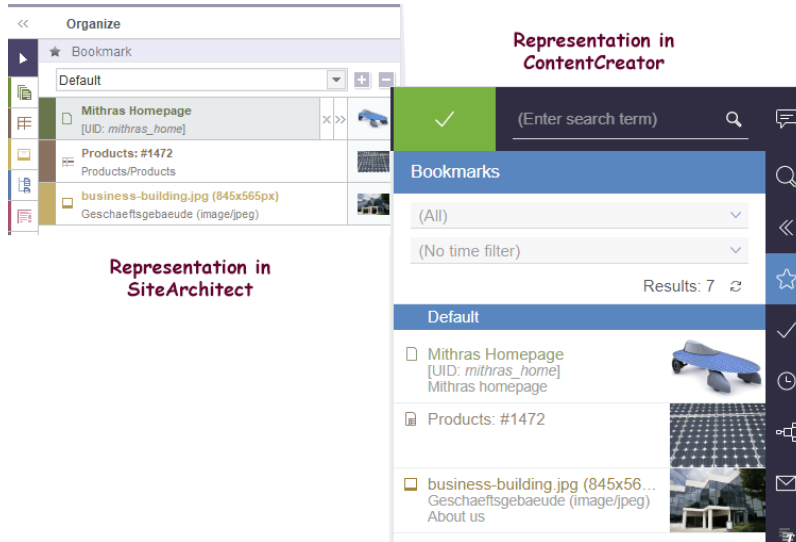 Organize
Bookmark
Default
Mithras Homepage
[UID: mithras_home]
Products: #1472
Products/Products
business-building.jpg (845x565px)
Geschaeftsgebaeude (image/jpeg)
Representation in
SiteArchitect
Representation in
ContentCreator
(Enter search term)
Bookmarks
(All)
(No time filter)
Results: 7
Default
Mithras Homepage
[UID: mithras_home]
Mithras homepage
Products: #1472
business-building.jpg (845x56...
Geschaeftsgebaeude (image/jpeg)
About us